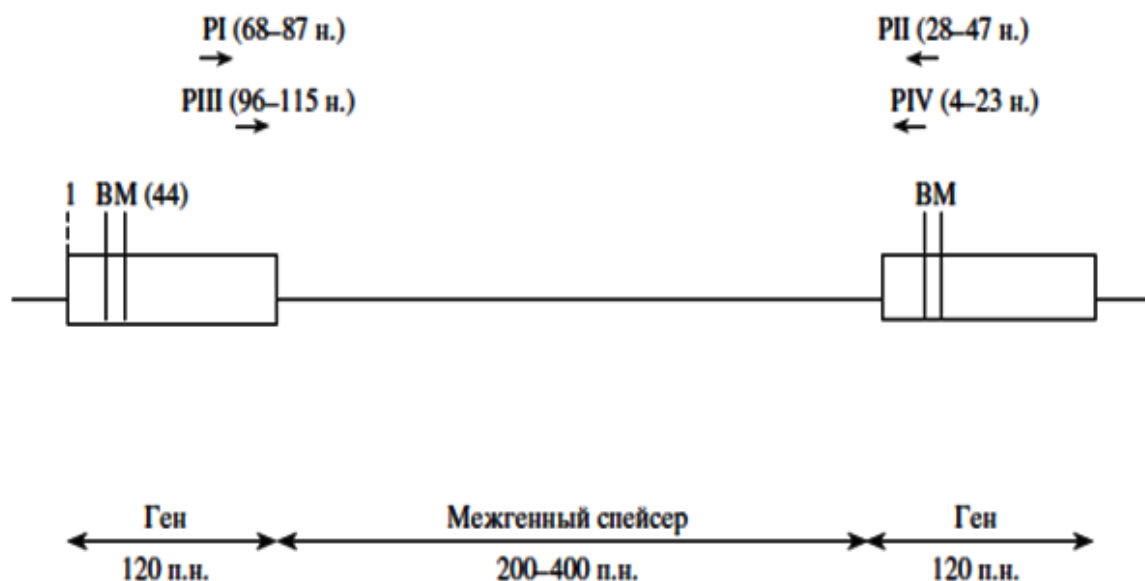 PI (68–87 н.) PII (28–47 н.)
PIII (96–115 н.) PIV (4–23 н.)
1 BM (44) BM
Ген Межгенный спейсер Ген
120 п.н. 200–400 п.н. 120 п.н.